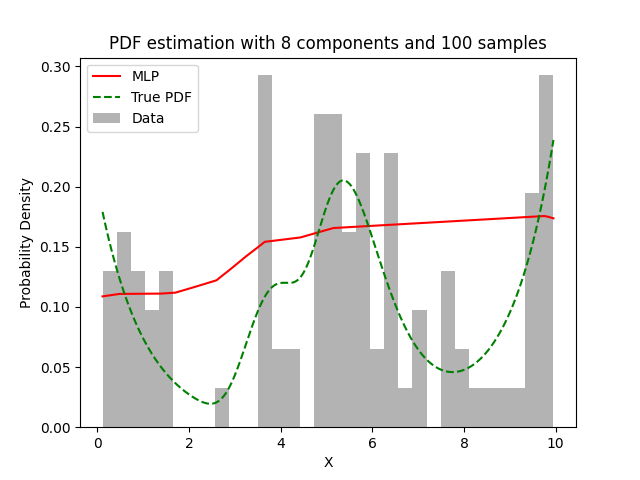 PDF estimation with 8 components and 100 samples
MLP
True PDF
Data
Probability Density
0.30
0.25
0.20
0.15
0.10
0.05
0.00
0 2 4 6 8 10
X